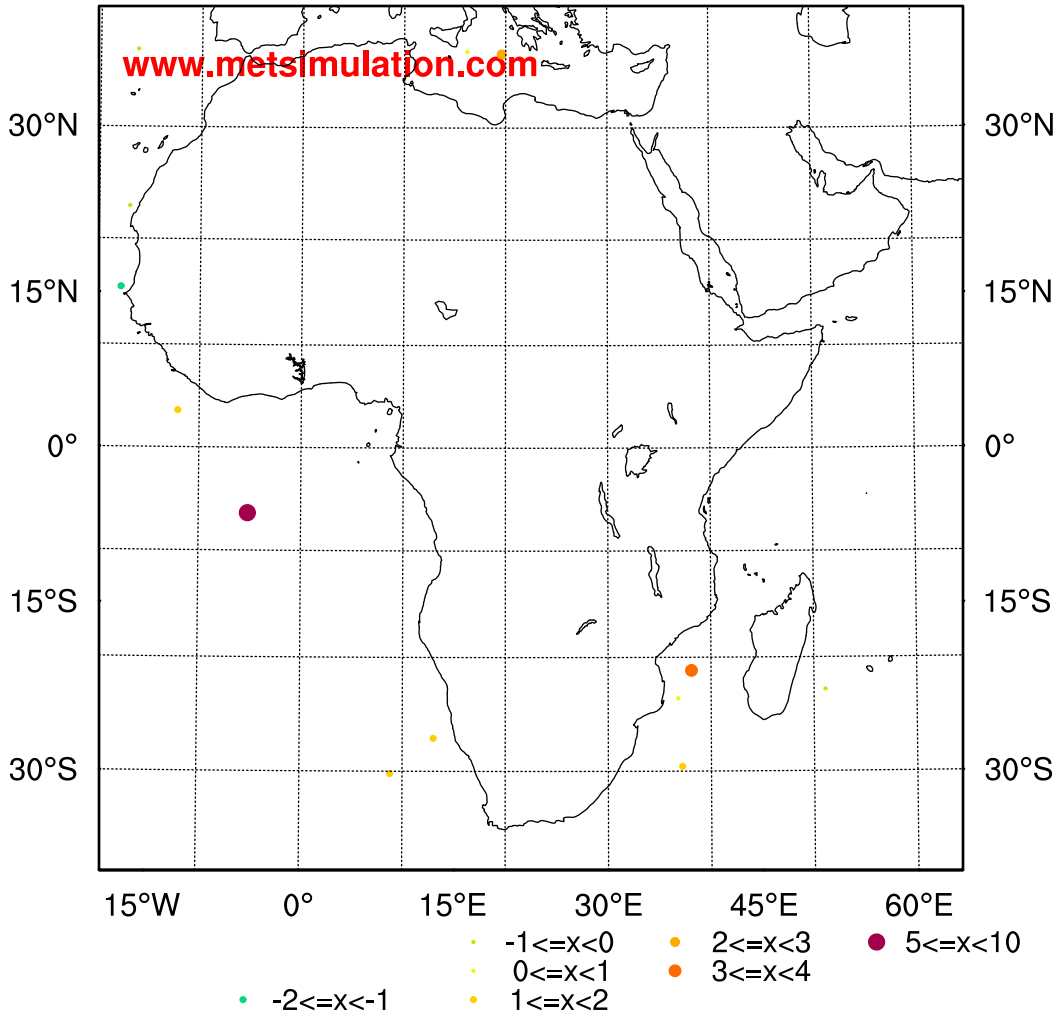 www.metsimulation.com
30°N 30°N
15°N 15°N
0° 0°
15°S 15°S
30°S 30°S
15°W 0° 15°E 30°E 45°E 60°E
-1<=x<0 2<=x<3 5<=x<10
0<=x<1 3<=x<4
-2<=x<-1 1<=x<2